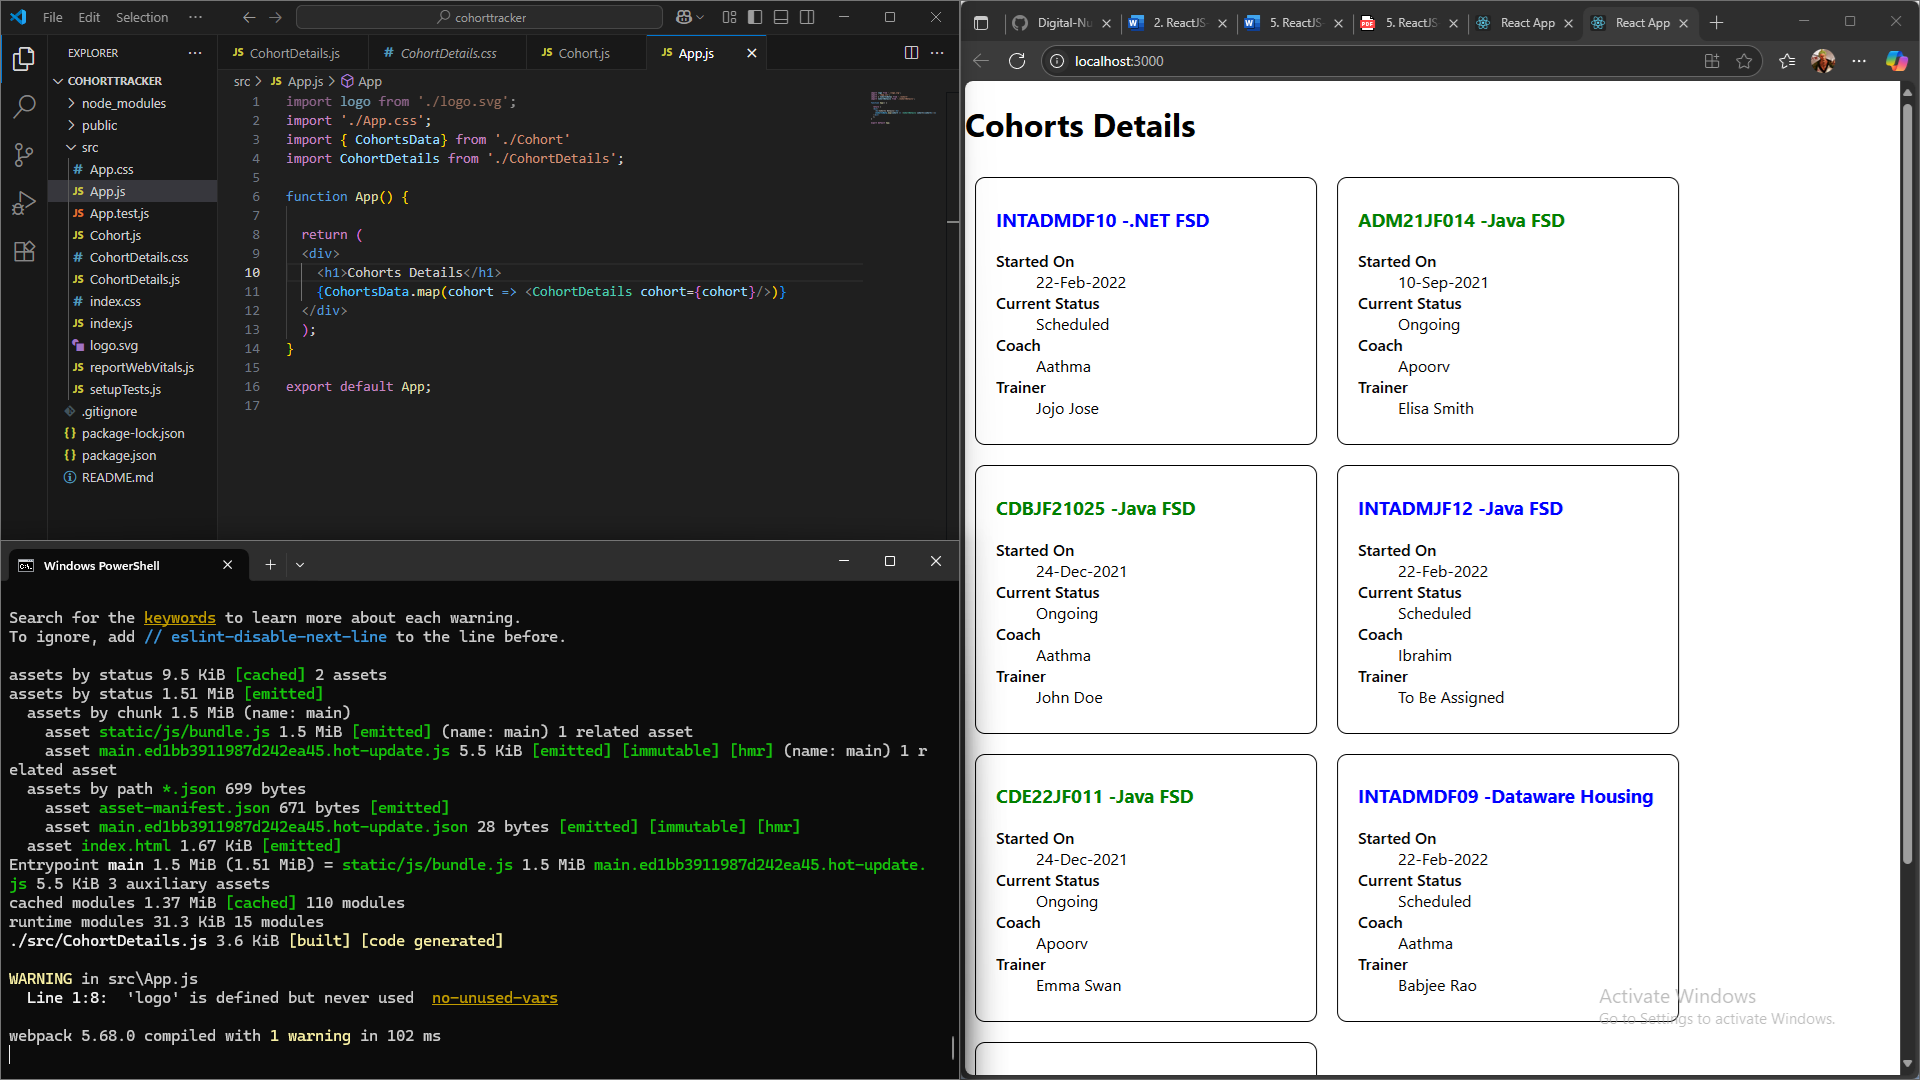 File Edit Selection ··· cohorttracker
EXPLORER ···
COHORTTRACKER
node_modules
public
src
App.css
App.js
App.test.js
Cohort.js
CohortDetails.css
CohortDetails.js
index.css
index.js
logo.svg
reportWebVitals.js
setupTests.js
.gitignore
package-lock.json
package.json
README.md
CohortDetails.js CohortDetails.css Cohort.js App.js
src > App.js > App
1 import logo from './logo.svg';
2 import './App.css';
3 import { CohortsData} from './Cohort'
4 import CohortDetails from './CohortDetails';
5
6 function App() {
7
8 return (
9 <div>
10 <h1>Cohorts Details</h1>
11 {CohortsData.map(cohort => <CohortDetails cohort={cohort}/>)}
12 </div>
13 );
14 }
15
16 export default App;
17
Windows PowerShell
Search for the keywords to learn more about each warning.
To ignore, add // eslint-disable-next-line to the line before.
assets by status 9.5 KiB [cached] 2 assets
assets by status 1.51 MiB [emitted]
assets by chunk 1.5 MiB (name: main)
asset static/js/bundle.js 1.5 MiB [emitted] (name: main) 1 related asset
asset main.ed1bb3911987d242ea45.hot-update.js 5.5 KiB [emitted] [immutable] [hmr] (name: main) 1 r
elated asset
assets by path *.json 699 bytes
asset asset-manifest.json 671 bytes [emitted]
asset main.ed1bb3911987d242ea45.hot-update.json 28 bytes [emitted] [immutable] [hmr]
asset index.html 1.67 KiB [emitted]
Entrypoint main 1.5 MiB (1.51 MiB) = static/js/bundle.js 1.5 MiB main.ed1bb3911987d242ea45.hot-update.
js 5.5 KiB 3 auxiliary assets
cached modules 1.37 MiB [cached] 110 modules
runtime modules 31.3 KiB 15 modules
./src/CohortDetails.js 3.6 KiB [built] [code generated]
WARNING in src\App.js
Line 1:8: 'logo' is defined but never used no-unused-vars
webpack 5.68.0 compiled with 1 warning in 102 ms
Digital-Nu 2. ReactJS- 5. ReactJS- 5. ReactJS React App React App
localhost:3000
Cohorts Details
INTADMDF10 -.NET FSD
Started On
22-Feb-2022
Current Status
Scheduled
Coach
Aathma
Trainer
Jojo Jose
ADM21JF014 -Java FSD
Started On
10-Sep-2021
Current Status
Ongoing
Coach
Apoorv
Trainer
Elisa Smith
CDBJF21025 -Java FSD
Started On
24-Dec-2021
Current Status
Ongoing
Coach
Aathma
Trainer
John Doe
INTADMJF12 -Java FSD
Started On
22-Feb-2022
Current Status
Scheduled
Coach
Ibrahim
Trainer
To Be Assigned
CDE22JF011 -Java FSD
Started On
24-Dec-2021
Current Status
Ongoing
Coach
Apoorv
Trainer
Emma Swan
INTADMDF09 -Dataware Housing
Started On
22-Feb-2022
Current Status
Scheduled
Coach
Aathma
Trainer
Babjee Rao
Activate Windows
Go to Settings to activate Windows.